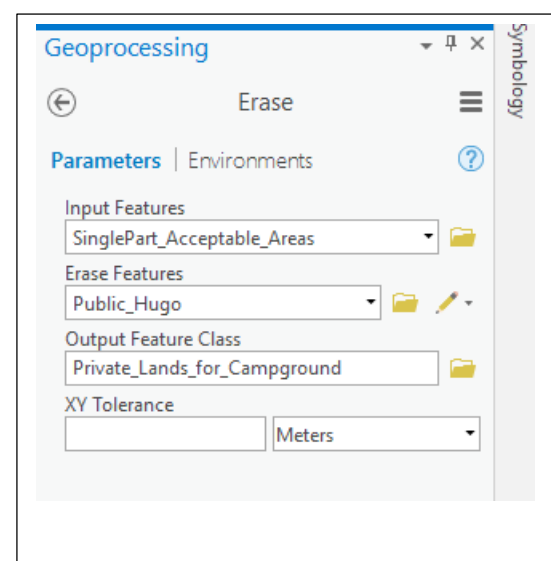 Geoprocessing
Symbology
Erase
Parameters | Environments
Input Features
SinglePart_Acceptable_Areas
Erase Features
Public_Hugo
Output Feature Class
Private_Lands_for_Campground
XY Tolerance
Meters